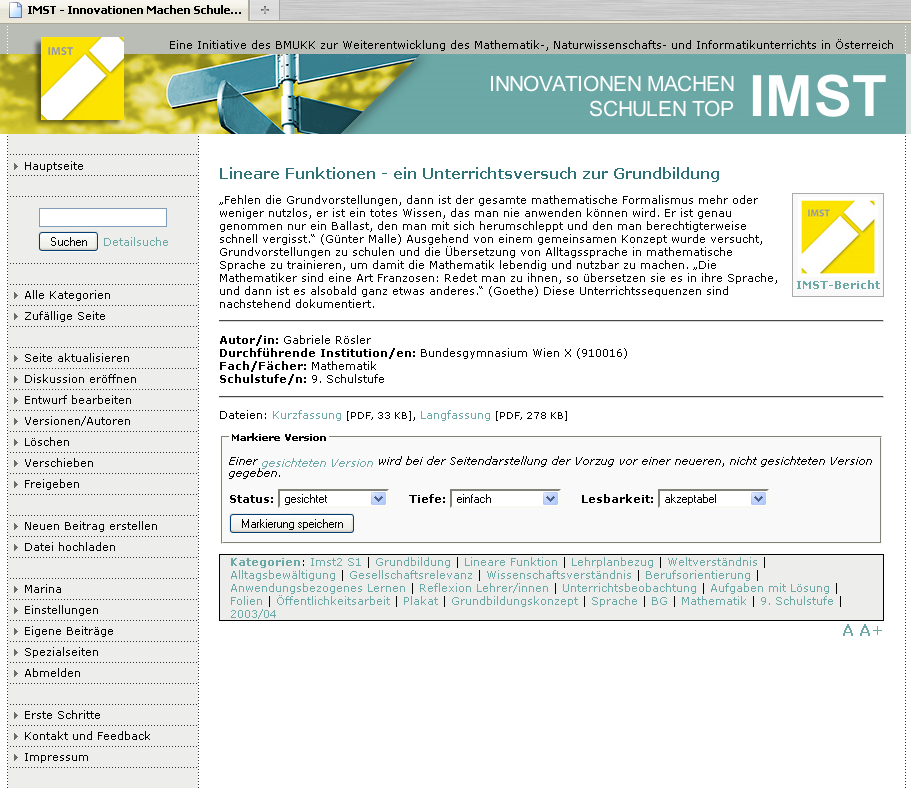 IMST - Innovationen Machen Schule...
Eine Initiative des BMUKK zur Weiterentwicklung des Mathematik-, Naturwissenschafts- und Informatikunterrichts in Österreich
IMST
INNOVATIONEN MACHEN
SCHULEN TOP
IMST
Hauptseite
Suchen Detailsuche
Alle Kategorien
Zufällige Seite
Seite aktualisieren
Diskussion eröffnen
Entwurf bearbeiten
Versionen/Autoren
Löschen
Verschieben
Freigeben
Neuen Beitrag erstellen
Datei hochladen
Marina
Einstellungen
Eigene Beiträge
Spezialseiten
Abmelden
Erste Schritte
Kontakt und Feedback
Impressum
Lineare Funktionen - ein Unterrichtsversuch zur Grundbildung
„Fehlen die Grundvorstellungen, dann ist der gesamte mathematische Formalismus mehr oder
weniger nutzlos, er ist ein totes Wissen, das man nie anwenden können wird. Er ist genau
genommen nur ein Ballast, den man mit sich herumschleppt und den man berechtigterweise
schnell vergisst.“ (Günter Malle) Ausgehend von einem gemeinsamen Konzept wurde versucht,
Grundvorstellungen zu schulen und die Übersetzung von Alltagssprache in mathematische
Sprache zu trainieren, um damit die Mathematik lebendig und nutzbar zu machen. „Die
Mathematiker sind eine Art Franzosen: Redet man zu ihnen, so übersetzen sie es in ihre Sprache,
und dann ist es alsobald ganz etwas anderes.“ (Goethe) Diese Unterrichtssequenzen sind
nachstehend dokumentiert.
IMST
IMST-Bericht
Autor/in: Gabriele Rösler
Durchführende Institution/en: Bundesgymnasium Wien X (910016)
Fach/Fächer: Mathematik
Schulstufe/n: 9. Schulstufe
Dateien: Kurzfassung [PDF, 33 KB], Langfassung [PDF, 278 KB]
Markiere Version
Einer gesichteten Version wird bei der Seitendarstellung der Vorzug vor einer neueren, nicht gesichteten Version
gegeben.
Status: gesichtet Tiefe: einfach Lesbarkeit: akzeptabel
Markierung speichern
Kategorien: Imst2 S1 | Grundbildung | Lineare Funktion | Lehrplanbezug | Weltverständnis |
Alltagsbewältigung | Gesellschaftsrelevanz | Wissenschaftsverständnis | Berufsorientierung |
Anwendungsbezogenes Lernen | Reflexion Lehrer/innen | Unterrichtsbeobachtung | Aufgaben mit Lösung |
Folien | Öffentlichkeitsarbeit | Plakat | Grundbildungskonzept | Sprache | BG | Mathematik | 9. Schulstufe |
2003/04
A A+